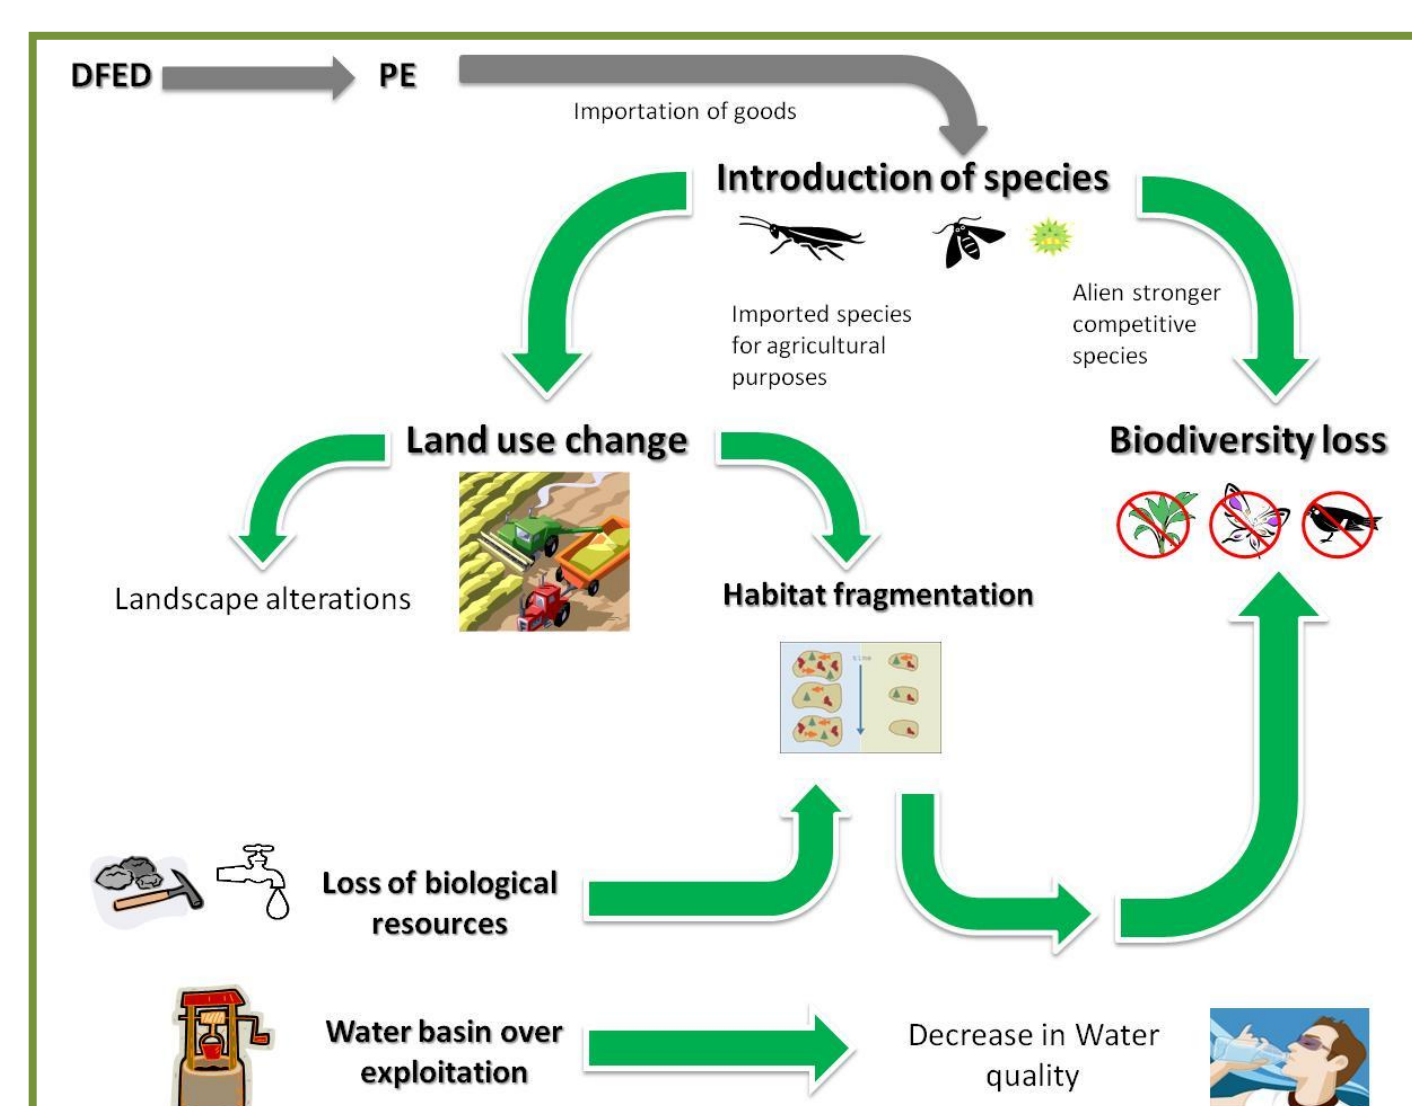 DFED
PE
Importation of goods
Introduction of species
Imported species
for agricultural
purposes
Alien stronger
competitive
species
Land use change
Biodiversity loss
Landscape alterations
Habitat fragmentation
time
Loss of biological
resources
Water basin over
exploitation
Decrease in Water
quality